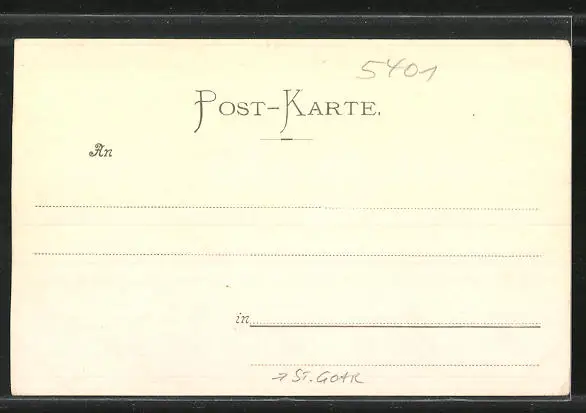 5401
POST-KARTE.
An
in
→ ST. GOAR